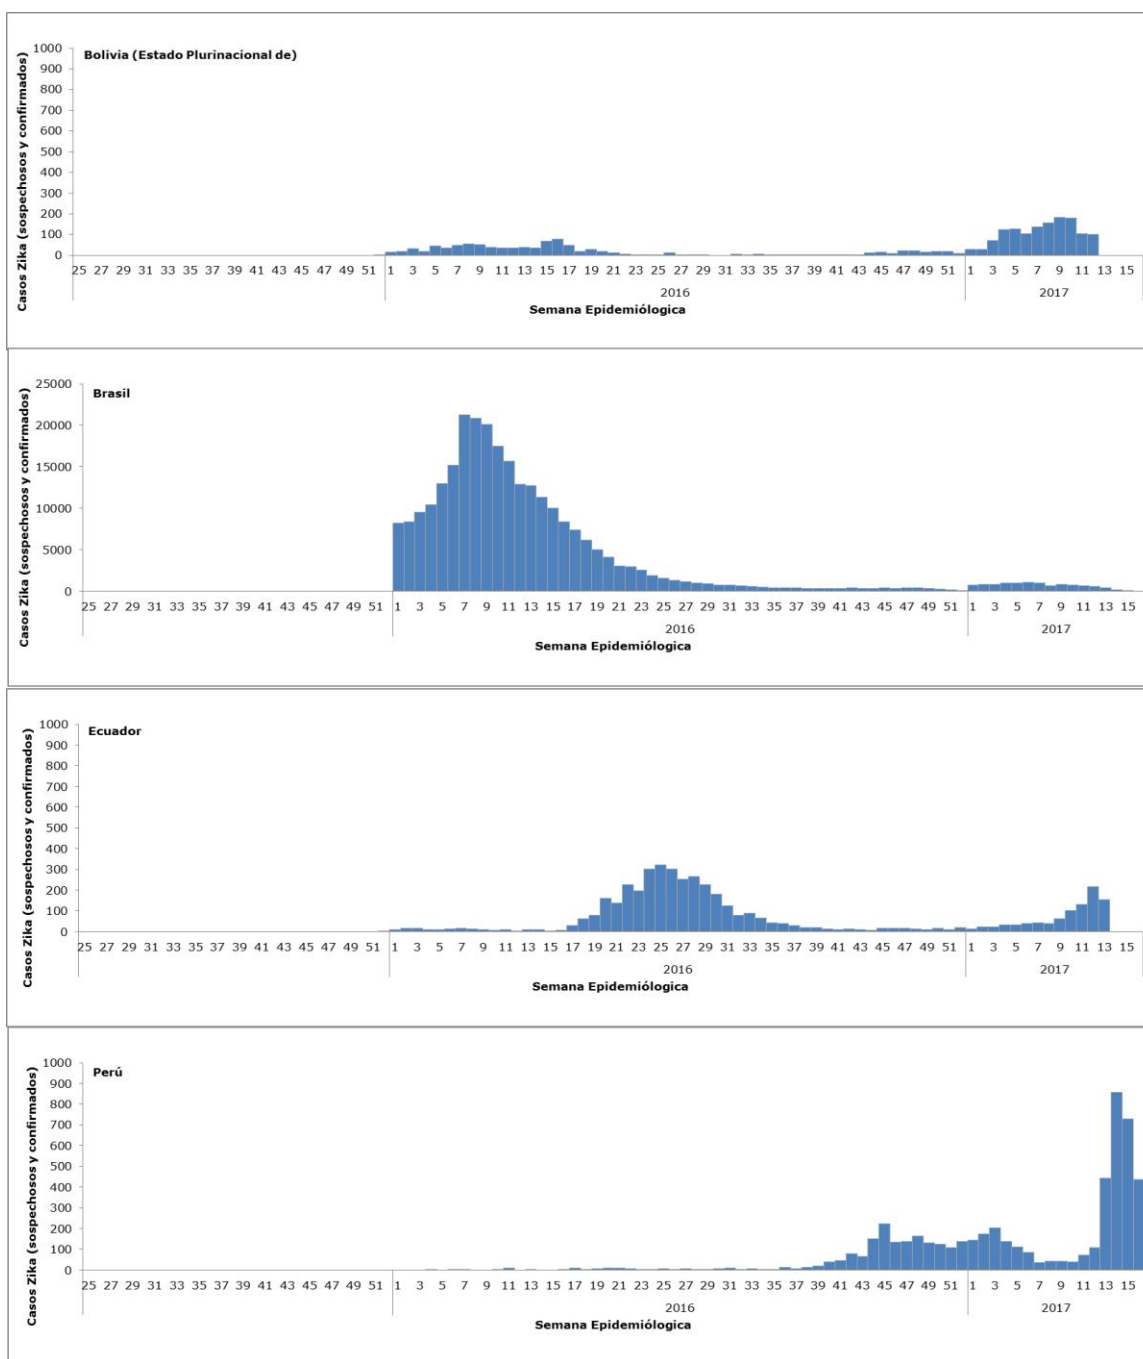 Bolivia (Estado Plurinacional de)
Casos Zika (sospechosos y confirmados)
1000
900
800
700
600
500
400
300
200
100
0
25 27 29 31 33 35 37 39 41 43 45 47 49 51 1 3 5 7 9 11 13 15 17 19 21 23 25 27 29 31 33 35 37 39 41 43 45 47 49 51 1 3 5 7 9 11 13 15
2016 2017
Semana Epidemiólogica
Brasil
Casos Zika (sospechosos y confirmados)
25000
20000
15000
10000
5000
0
25 27 29 31 33 35 37 39 41 43 45 47 49 51 1 3 5 7 9 11 13 15 17 19 21 23 25 27 29 31 33 35 37 39 41 43 45 47 49 51 1 3 5 7 9 11 13 15
2016 2017
Semana Epidemiólogica
Ecuador
Casos Zika (sospechosos y confirmados)
1000
900
800
700
600
500
400
300
200
100
0
25 27 29 31 33 35 37 39 41 43 45 47 49 51 1 3 5 7 9 11 13 15 17 19 21 23 25 27 29 31 33 35 37 39 41 43 45 47 49 51 1 3 5 7 9 11 13 15
2016 2017
Semana Epidemiólogica
Perú
Casos Zika (sospechosos y confirmados)
1000
900
800
700
600
500
400
300
200
100
0
25 27 29 31 33 35 37 39 41 43 45 47 49 51 1 3 5 7 9 11 13 15 17 19 21 23 25 27 29 31 33 35 37 39 41 43 45 47 49 51 1 3 5 7 9 11 13 15
2016 2017
Semana Epidemiólogica